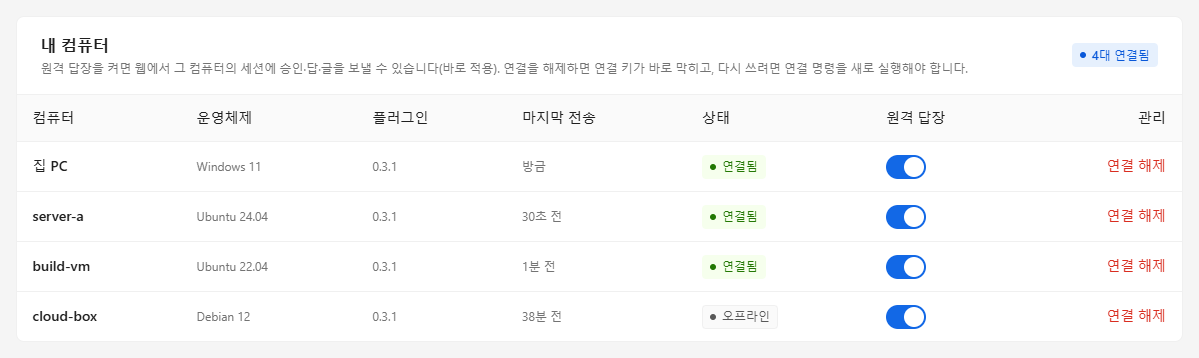 내 컴퓨터
원격 답장을 켜면 웹에서 그 컴퓨터의 세션에 승인·답·글을 보낼 수 있습니다(바로 적용). 연결을 해제하면 연결 키가 바로 막히고, 다시 쓰려면 연결 명령을 새로 실행해야 합니다.
4대 연결됨
컴퓨터 운영체제 플러그인 마지막 전송 상태 원격 답장 관리
집 PC Windows 11 0.3.1 방금 연결됨 연결 해제
server-a Ubuntu 24.04 0.3.1 30초 전 연결됨 연결 해제
build-vm Ubuntu 22.04 0.3.1 1분 전 연결됨 연결 해제
cloud-box Debian 12 0.3.1 38분 전 오프라인 연결 해제